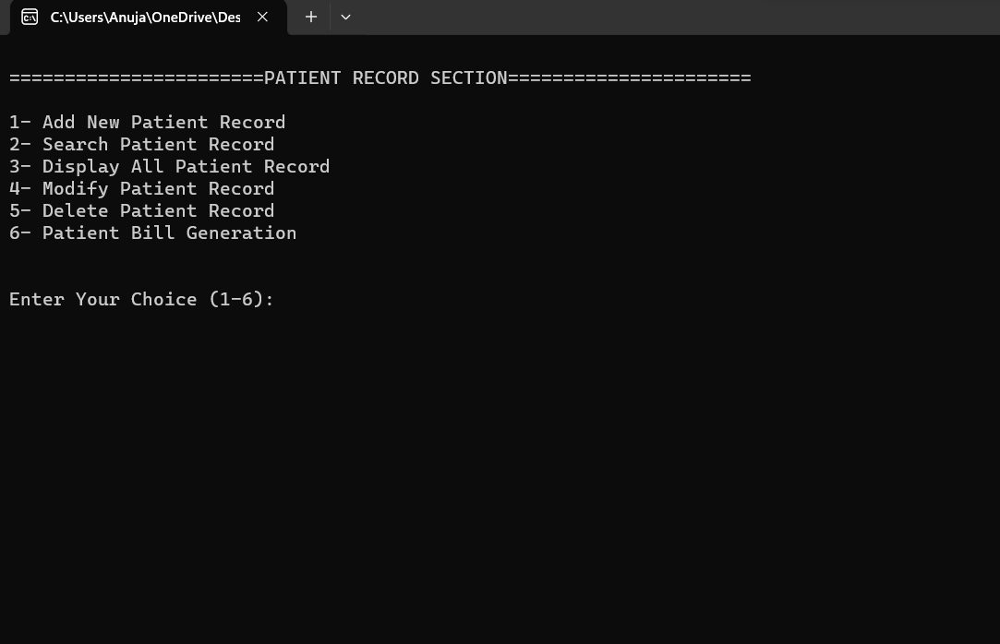 C:\Users\Anuja\OneDrive\Des
=======================PATIENT RECORD SECTION======================
1- Add New Patient Record
2- Search Patient Record
3- Display All Patient Record
4- Modify Patient Record
5- Delete Patient Record
6- Patient Bill Generation
Enter Your Choice (1-6):